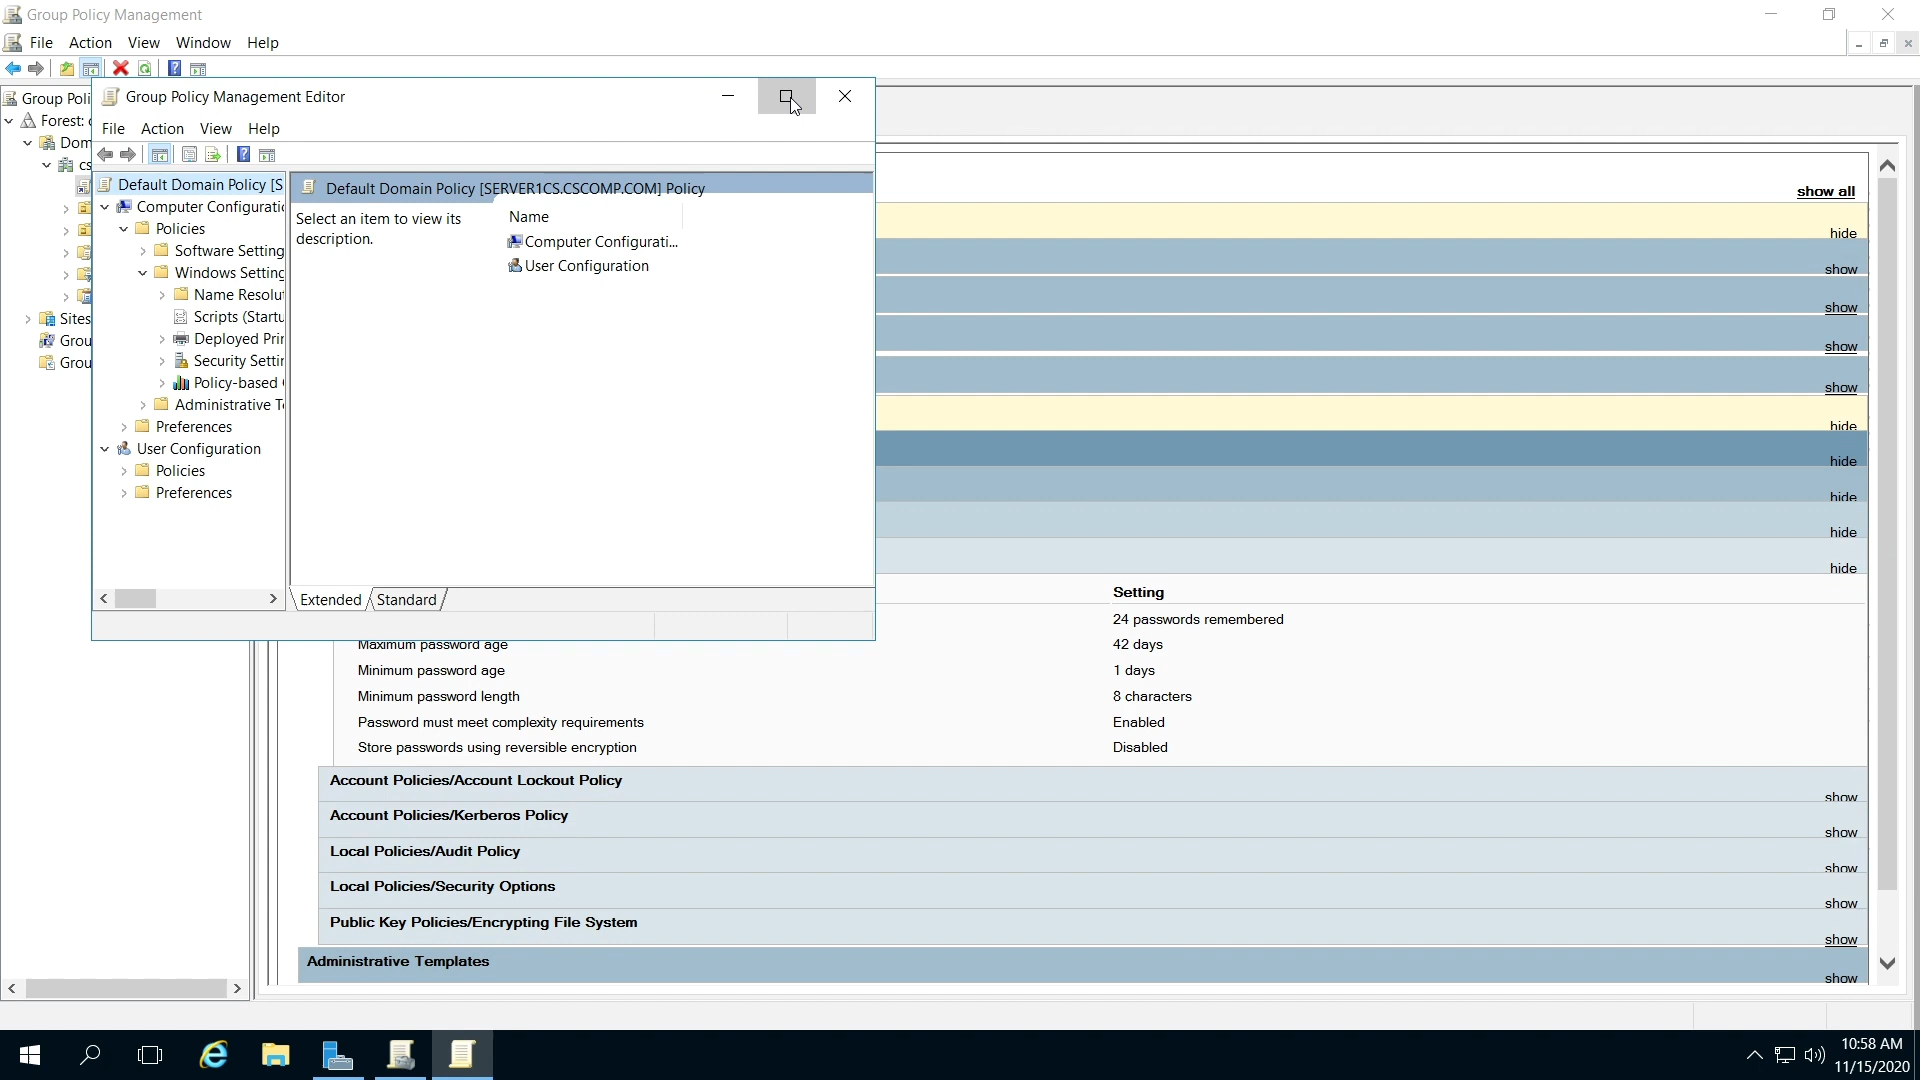 Group Policy Management
File Action View Window Help
Group Poli
Forest:
Dom
cs
Sites
Grou
Grou
Group Policy Management Editor
File Action View Help
Default Domain Policy [S
Computer Configuratio
Policies
Software Setting
Windows Setting
Name Resolut
Scripts (Startu
Deployed Prin
Security Settin
Policy-based
Administrative Te
Preferences
User Configuration
Policies
Preferences
Default Domain Policy [SERVER1CS.CSCOMP.COM] Policy
Select an item to view its
description.
Name
Computer Configurati...
User Configuration
Extended Standard
show all
hide
show
show
show
show
hide
hide
hide
hide
hide
Setting
24 passwords remembered
Maximum password age 42 days
Minimum password age 1 days
Minimum password length 8 characters
Password must meet complexity requirements Enabled
Store passwords using reversible encryption Disabled
Account Policies/Account Lockout Policy
show
Account Policies/Kerberos Policy
show
Local Policies/Audit Policy
show
Local Policies/Security Options
show
Public Key Policies/Encrypting File System
show
Administrative Templates
show
10:58 AM
11/15/2020